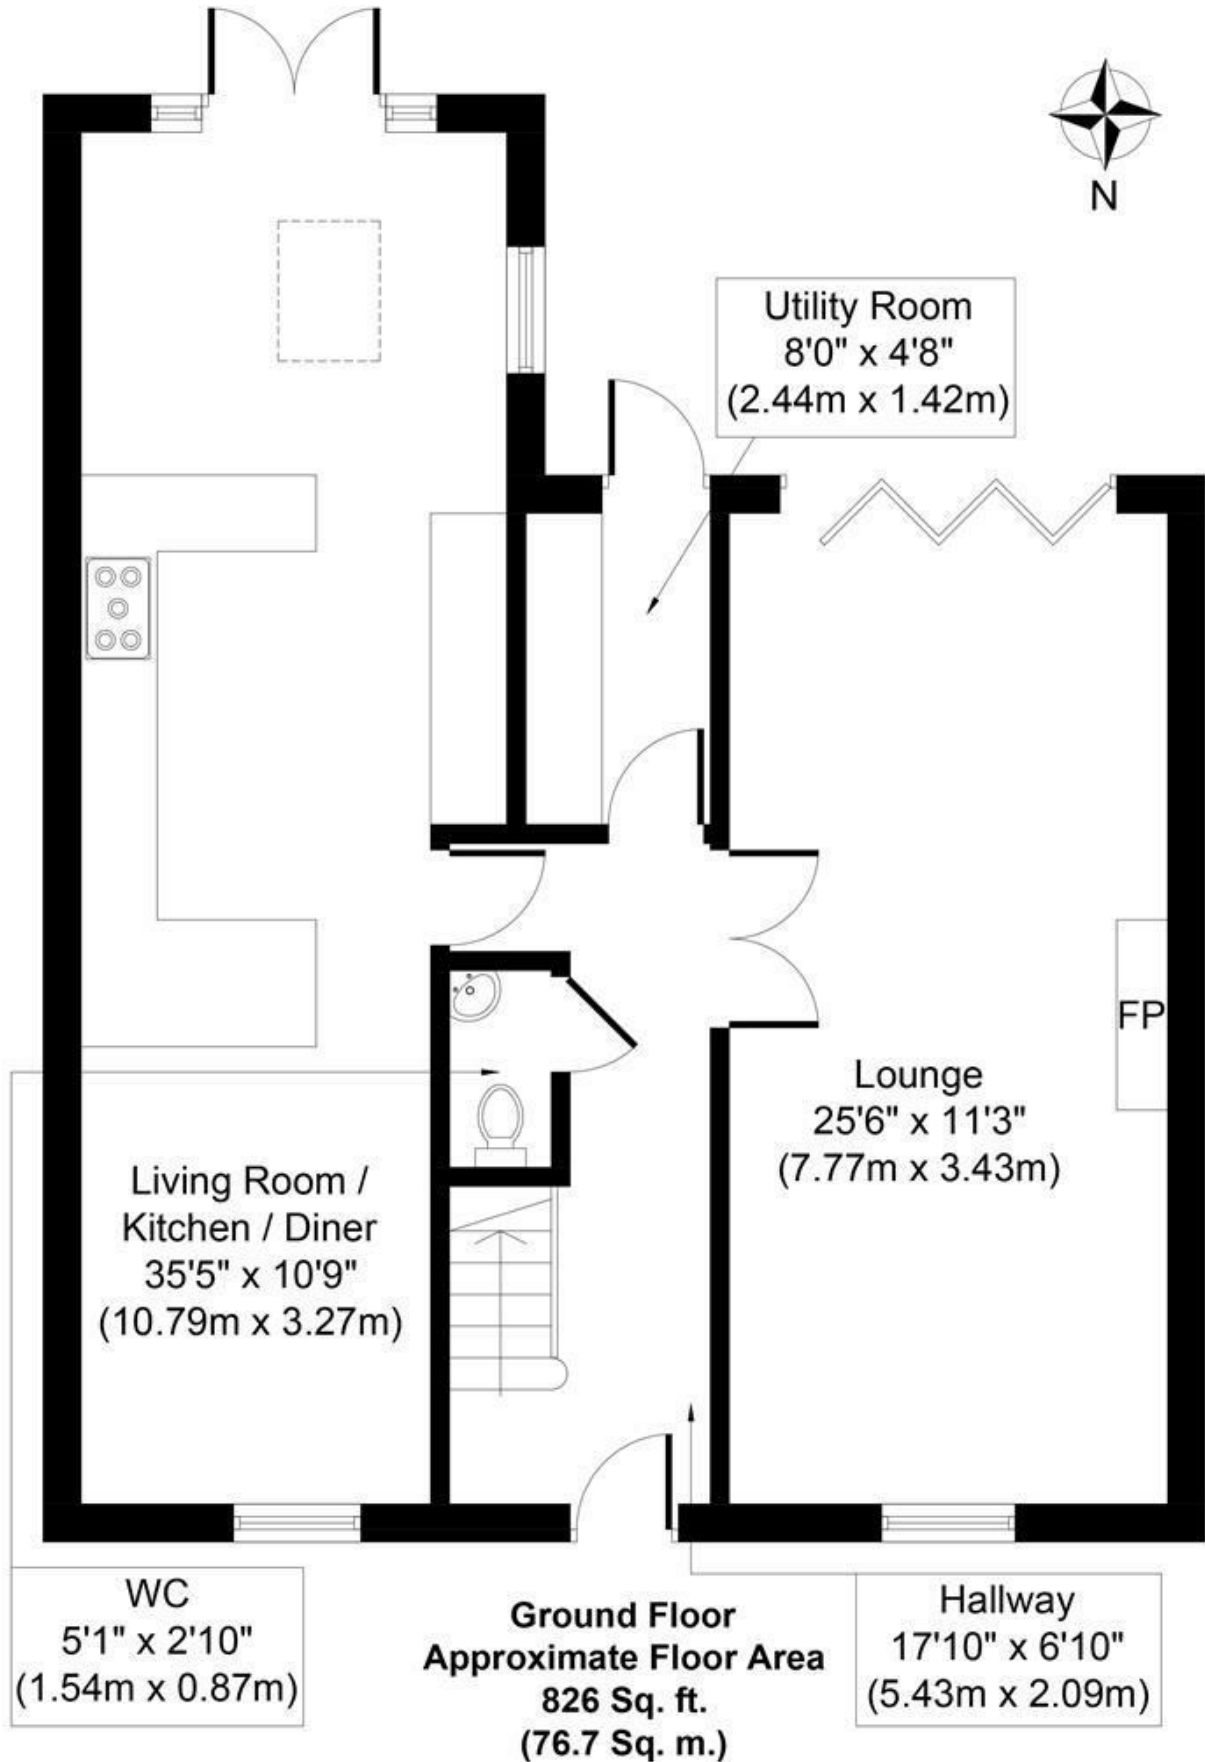 N
Utility Room
8'0" x 4'8"
(2.44m x 1.42m)
FP
Lounge
25'6" x 11'3"
(7.77m x 3.43m)
Living Room /
Kitchen / Diner
35'5" x 10'9"
(10.79m x 3.27m)
WC
5'1" x 2'10"
(1.54m x 0.87m)
Ground Floor
Approximate Floor Area
826 Sq. ft.
(76.7 Sq. m.)
Hallway
17'10" x 6'10"
(5.43m x 2.09m)